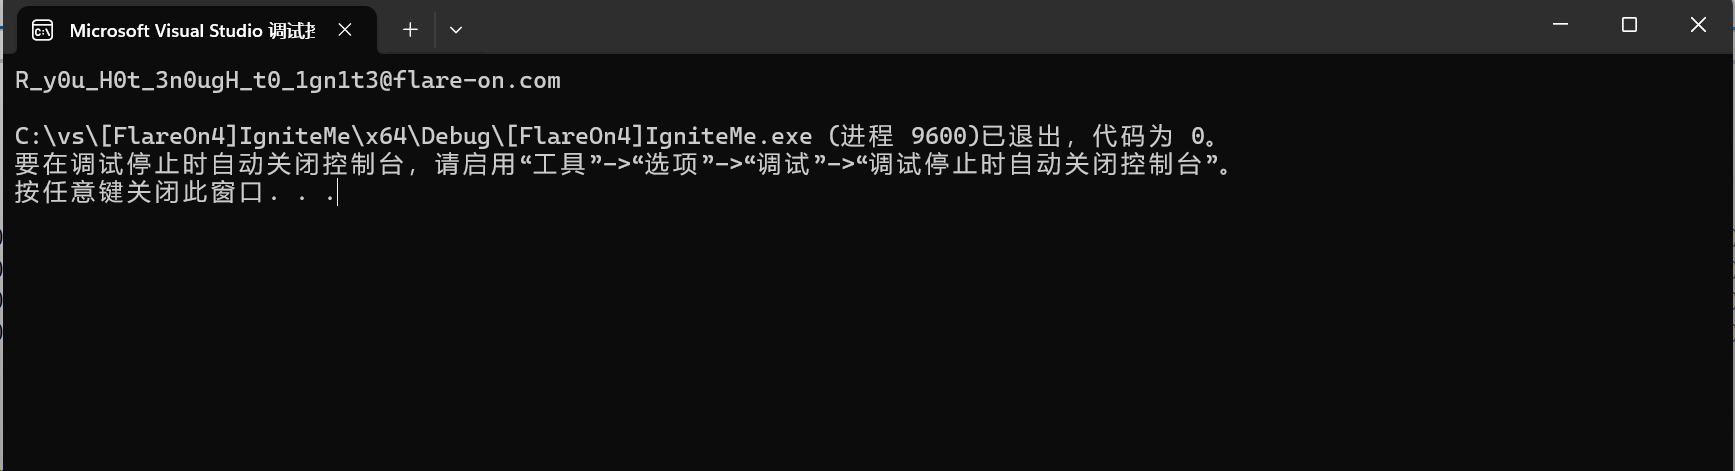 Microsoft Visual Studio 调试
R_y0u_H0t_3n0ugH_t0_1gn1t3@flare-on.com
C:\vs\[FlareOn4]IgniteMe\x64\Debug\[FlareOn4]IgniteMe.exe (进程 9600)已退出，代码为 0。
要在调试停止时自动关闭控制台，请启用“工具”->“选项”->“调试”->“调试停止时自动关闭控制台”。
按任意键关闭此窗口. . .